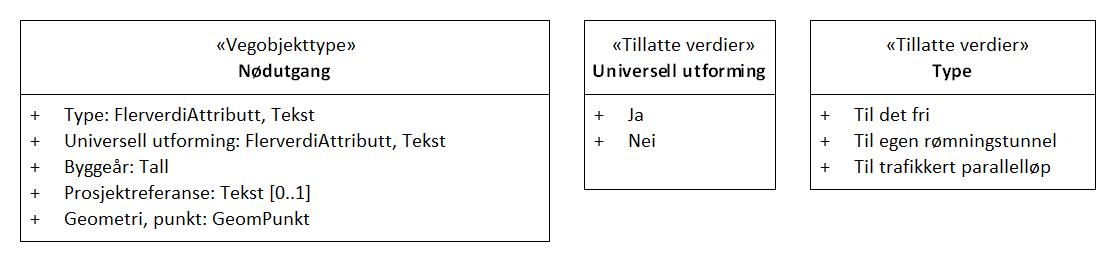 «Vegobjekttype»
Nødutgang
+ Type: FlerverdiAttributt, Tekst
+ Universell utforming: FlerverdiAttributt, Tekst
+ Byggeår: Tall
+ Prosjektreferanse: Tekst [0..1]
+ Geometri, punkt: GeomPunkt
«Tillatte verdier»
Universell utforming
+ Ja
+ Nei
«Tillatte verdier»
Type
+ Til det fri
+ Til egen rømningstunnel
+ Til trafikkert parallelløp